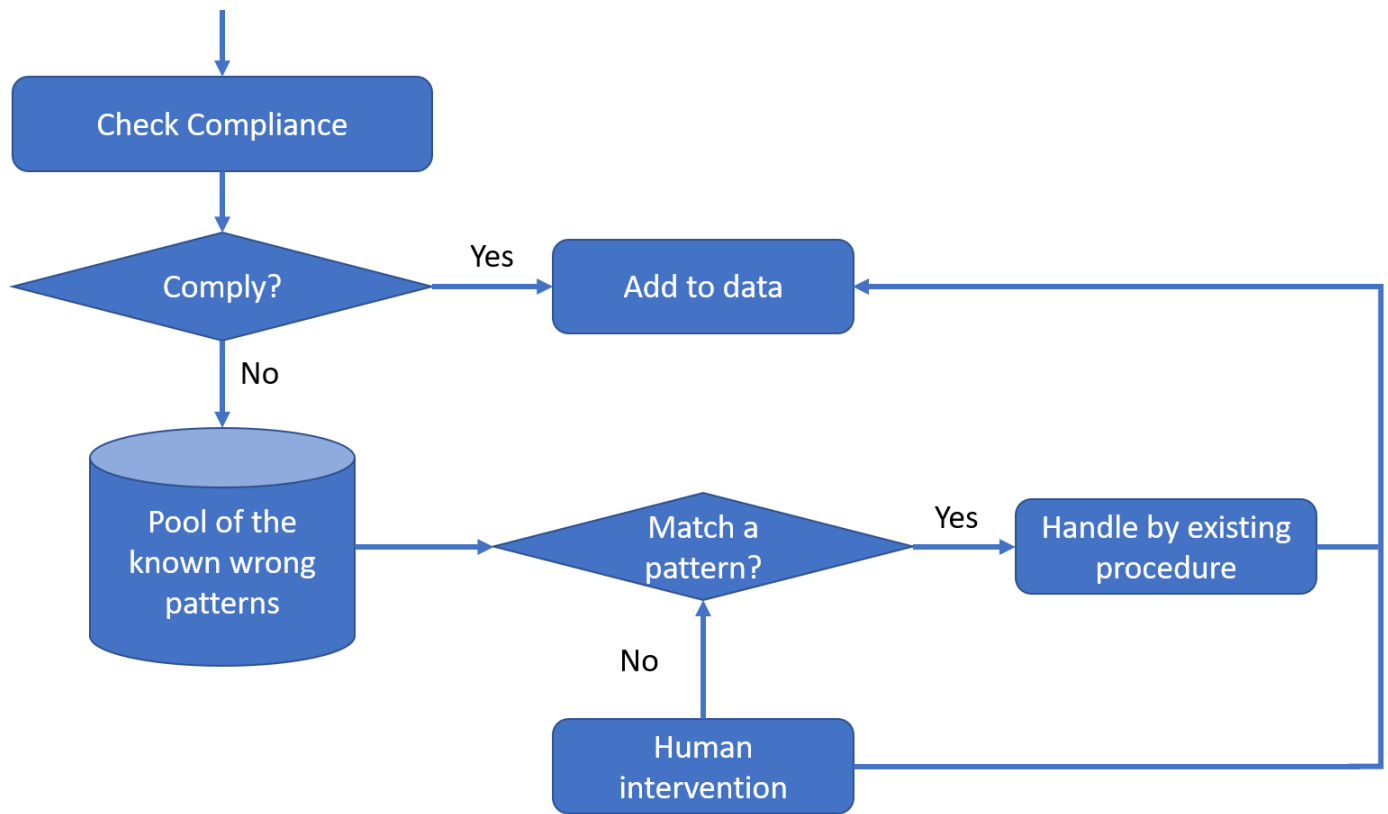 Check Compliance
Comply?
Yes
Add to data
No
Pool of the
known wrong
patterns
Match a
pattern?
Yes
Handle by existing
procedure
No
Human
intervention